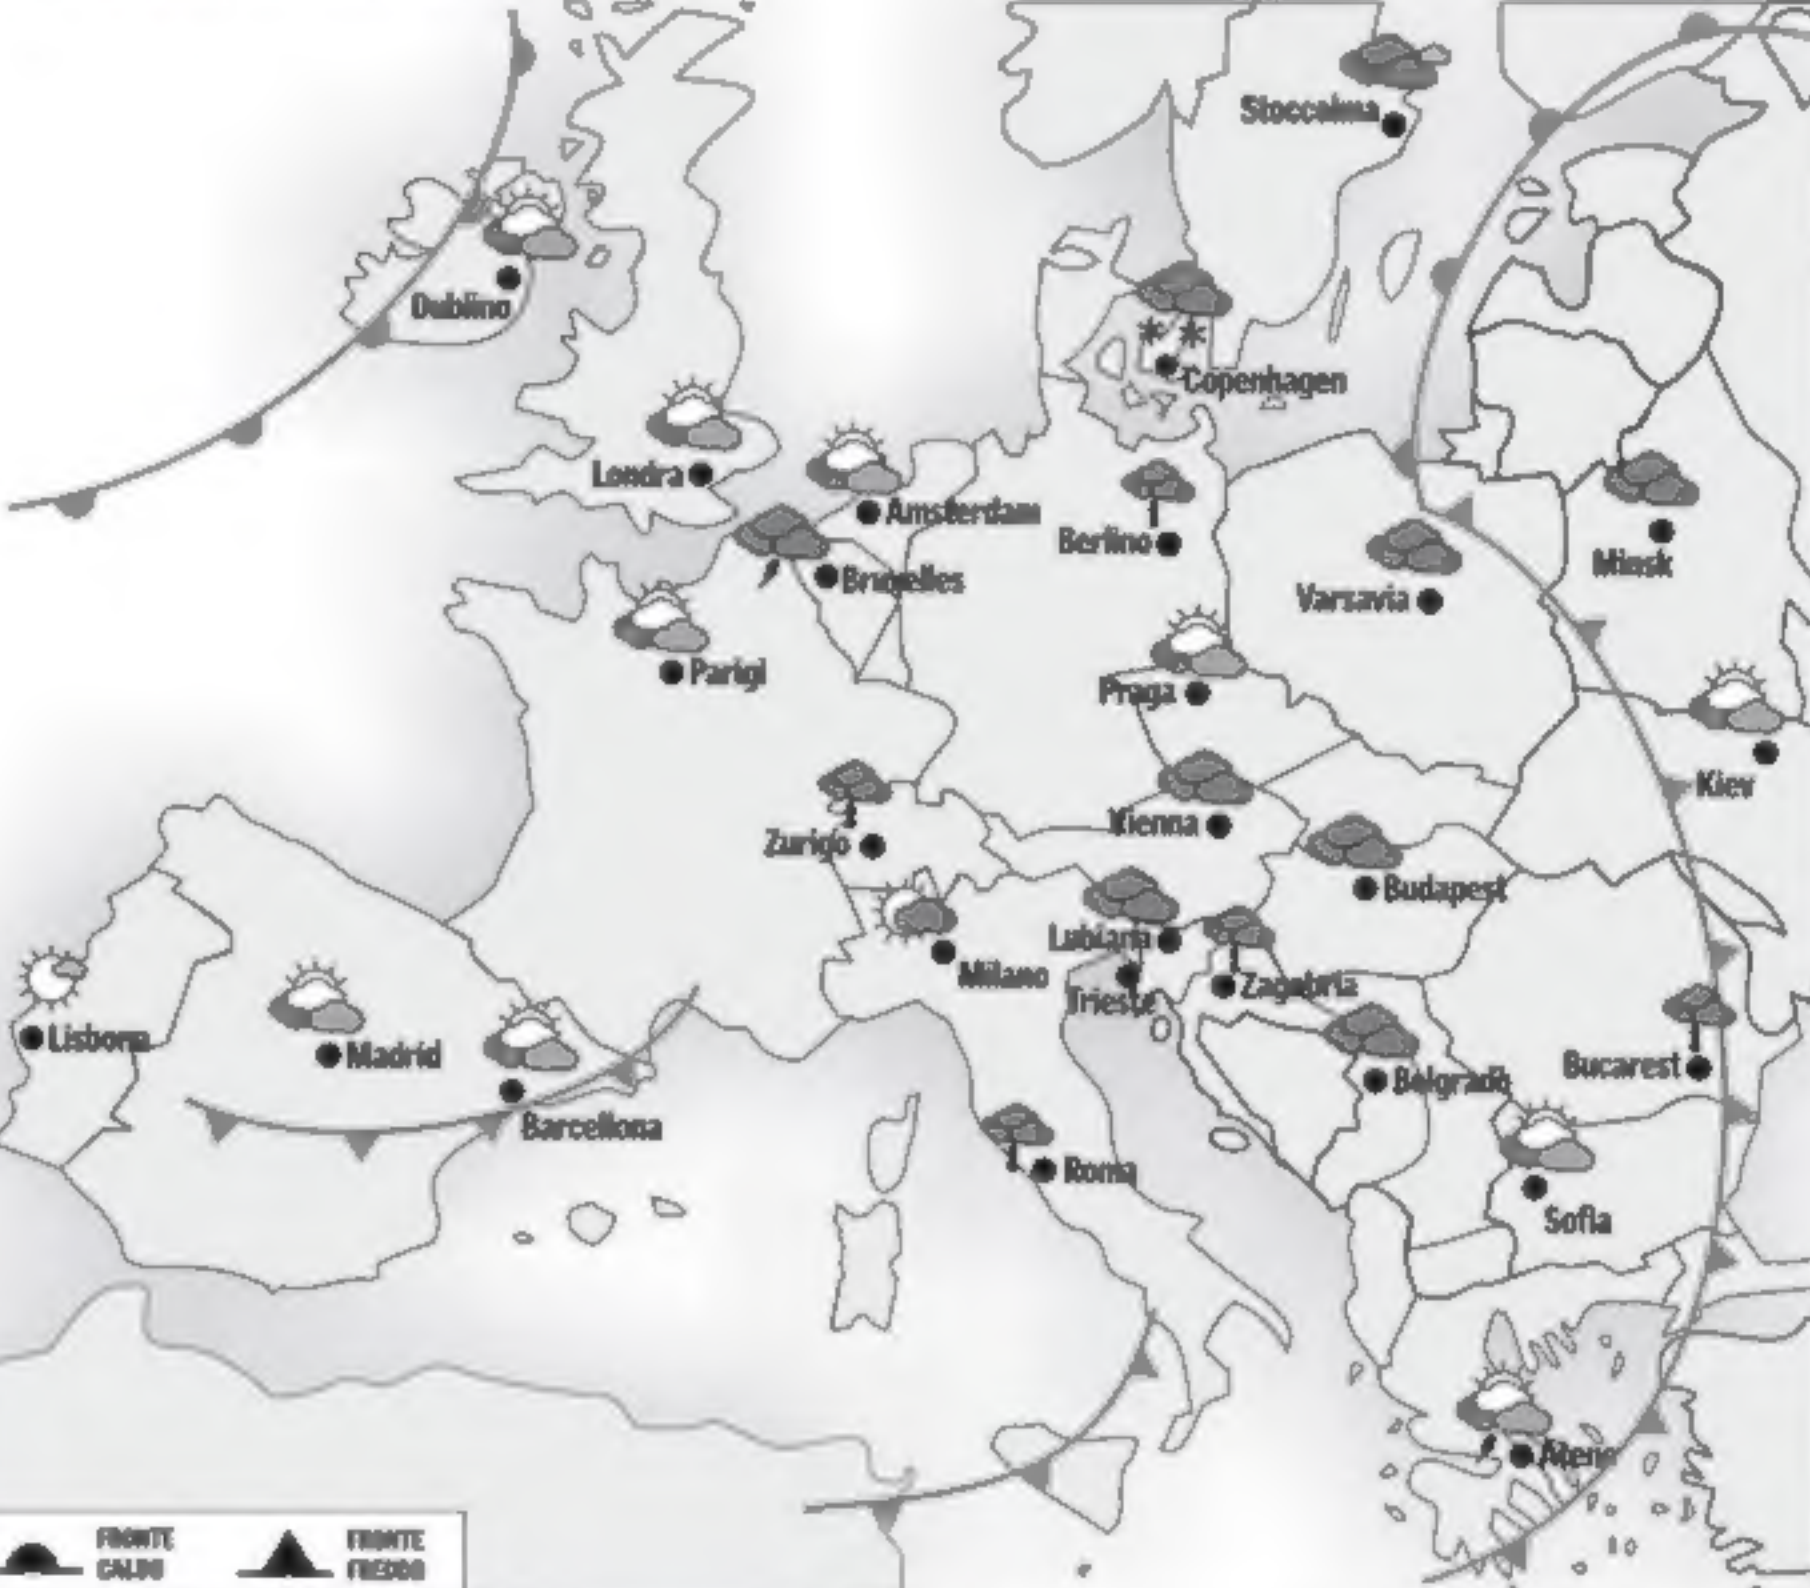 Stoccolma
Dublino
Copenhagen
Londra
Amsterdam
Berlino
Bruxelles
Minsk
Varsavia
Parigi
Praga
Kiev
Vienna
Zurigo
Budapest
Lubiana
Milano
Trieste
Zagabria
Lisbona
Madrid
Bucarest
Belgrado
Barcellona
Roma
Sofia
Atene
FRONTE
CALDO
FRONTE
FREDDO